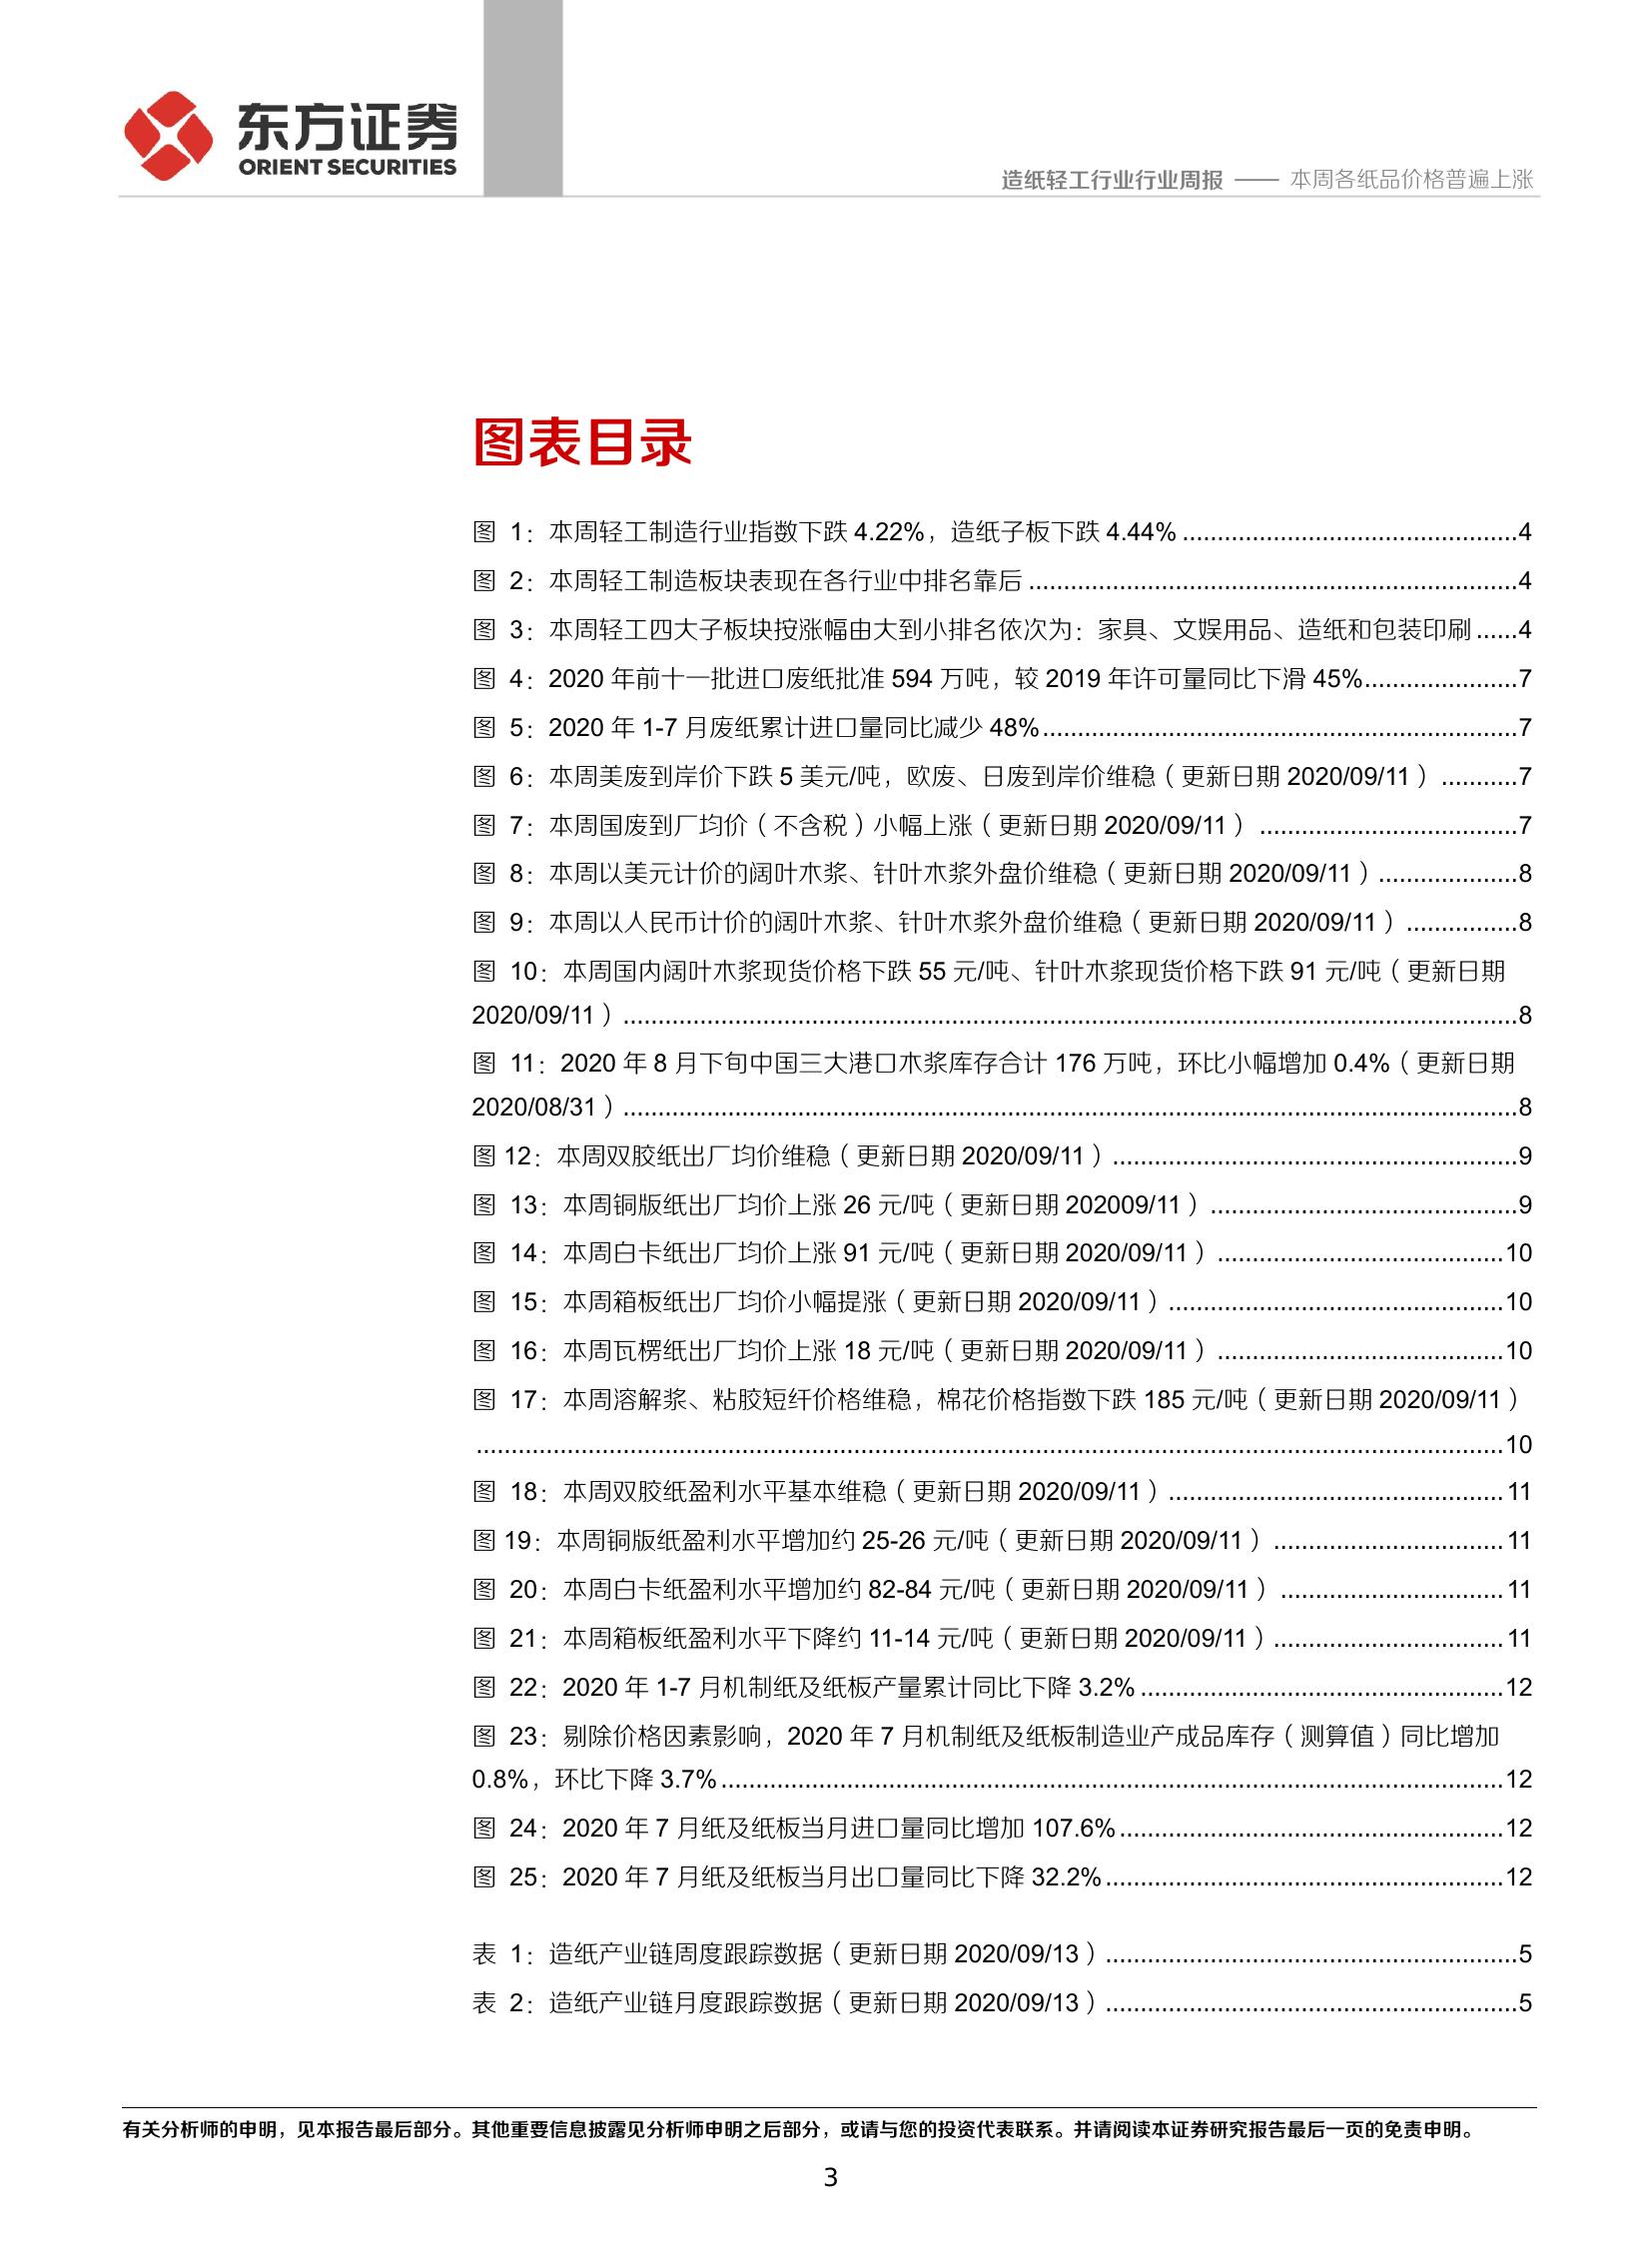 东方证券
ORIENT SECURITIES
造纸轻工行业行业周报 —— 本周各纸品价格普遍上涨
图表目录
图 1：本周轻工制造行业指数下跌 4.22%，造纸子板下跌 4.44% ................................................4
图 2：本周轻工制造板块表现在各行业中排名靠后 ......................................................................4
图 3：本周轻工四大子板块按涨幅由大到小排名依次为：家具、文娱用品、造纸和包装印刷 ......4
图 4：2020 年前十一批进口废纸批准 594 万吨，较 2019 年许可量同比下滑 45%......................7
图 5：2020 年 1-7 月废纸累计进口量同比减少 48%....................................................................7
图 6：本周美废到岸价下跌 5 美元/吨，欧废、日废到岸价维稳（更新日期 2020/09/11） ...........7
图 7：本周国废到厂均价（不含税）小幅上涨（更新日期 2020/09/11） .....................................7
图 8：本周以美元计价的阔叶木浆、针叶木浆外盘价维稳（更新日期 2020/09/11）....................8
图 9：本周以人民币计价的阔叶木浆、针叶木浆外盘价维稳（更新日期 2020/09/11）................8
图 10：本周国内阔叶木浆现货价格下跌 55 元/吨、针叶木浆现货价格下跌 91 元/吨（更新日期
2020/09/11）................................................................................................................................8
图 11：2020 年 8 月下旬中国三大港口木浆库存合计 176 万吨，环比小幅增加 0.4%（更新日期
2020/08/31）................................................................................................................................8
图 12：本周双胶纸出厂均价维稳（更新日期 2020/09/11）..........................................................9
图 13：本周铜版纸出厂均价上涨 26 元/吨（更新日期 202009/11）............................................9
图 14：本周白卡纸出厂均价上涨 91 元/吨（更新日期 2020/09/11） .........................................10
图 15：本周箱板纸出厂均价小幅提涨（更新日期 2020/09/11）................................................10
图 16：本周瓦楞纸出厂均价上涨 18 元/吨（更新日期 2020/09/11） .........................................10
图 17：本周溶解浆、粘胶短纤价格维稳，棉花价格指数下跌 185 元/吨（更新日期 2020/09/11）
...................................................................................................................................................10
图 18：本周双胶纸盈利水平基本维稳（更新日期 2020/09/11）................................................11
图 19：本周铜版纸盈利水平增加约 25-26 元/吨（更新日期 2020/09/11） .................................11
图 20：本周白卡纸盈利水平增加约 82-84 元/吨（更新日期 2020/09/11） ................................11
图 21：本周箱板纸盈利水平下降约 11-14 元/吨（更新日期 2020/09/11）.................................11
图 22：2020 年 1-7 月机制纸及纸板产量累计同比下降 3.2% ....................................................12
图 23：剔除价格因素影响，2020 年 7 月机制纸及纸板制造业产成品库存（测算值）同比增加
0.8%，环比下降 3.7%................................................................................................................12
图 24：2020 年 7 月纸及纸板当月进口量同比增加 107.6%.......................................................12
图 25：2020 年 7 月纸及纸板当月出口量同比下降 32.2%.........................................................12
表 1：造纸产业链周度跟踪数据（更新日期 2020/09/13）...........................................................5
表 2：造纸产业链月度跟踪数据（更新日期 2020/09/13）...........................................................5
有关分析师的申明，见本报告最后部分。其他重要信息披露见分析师申明之后部分，或请与您的投资代表联系。并请阅读本证券研究报告最后一页的免责申明。
3